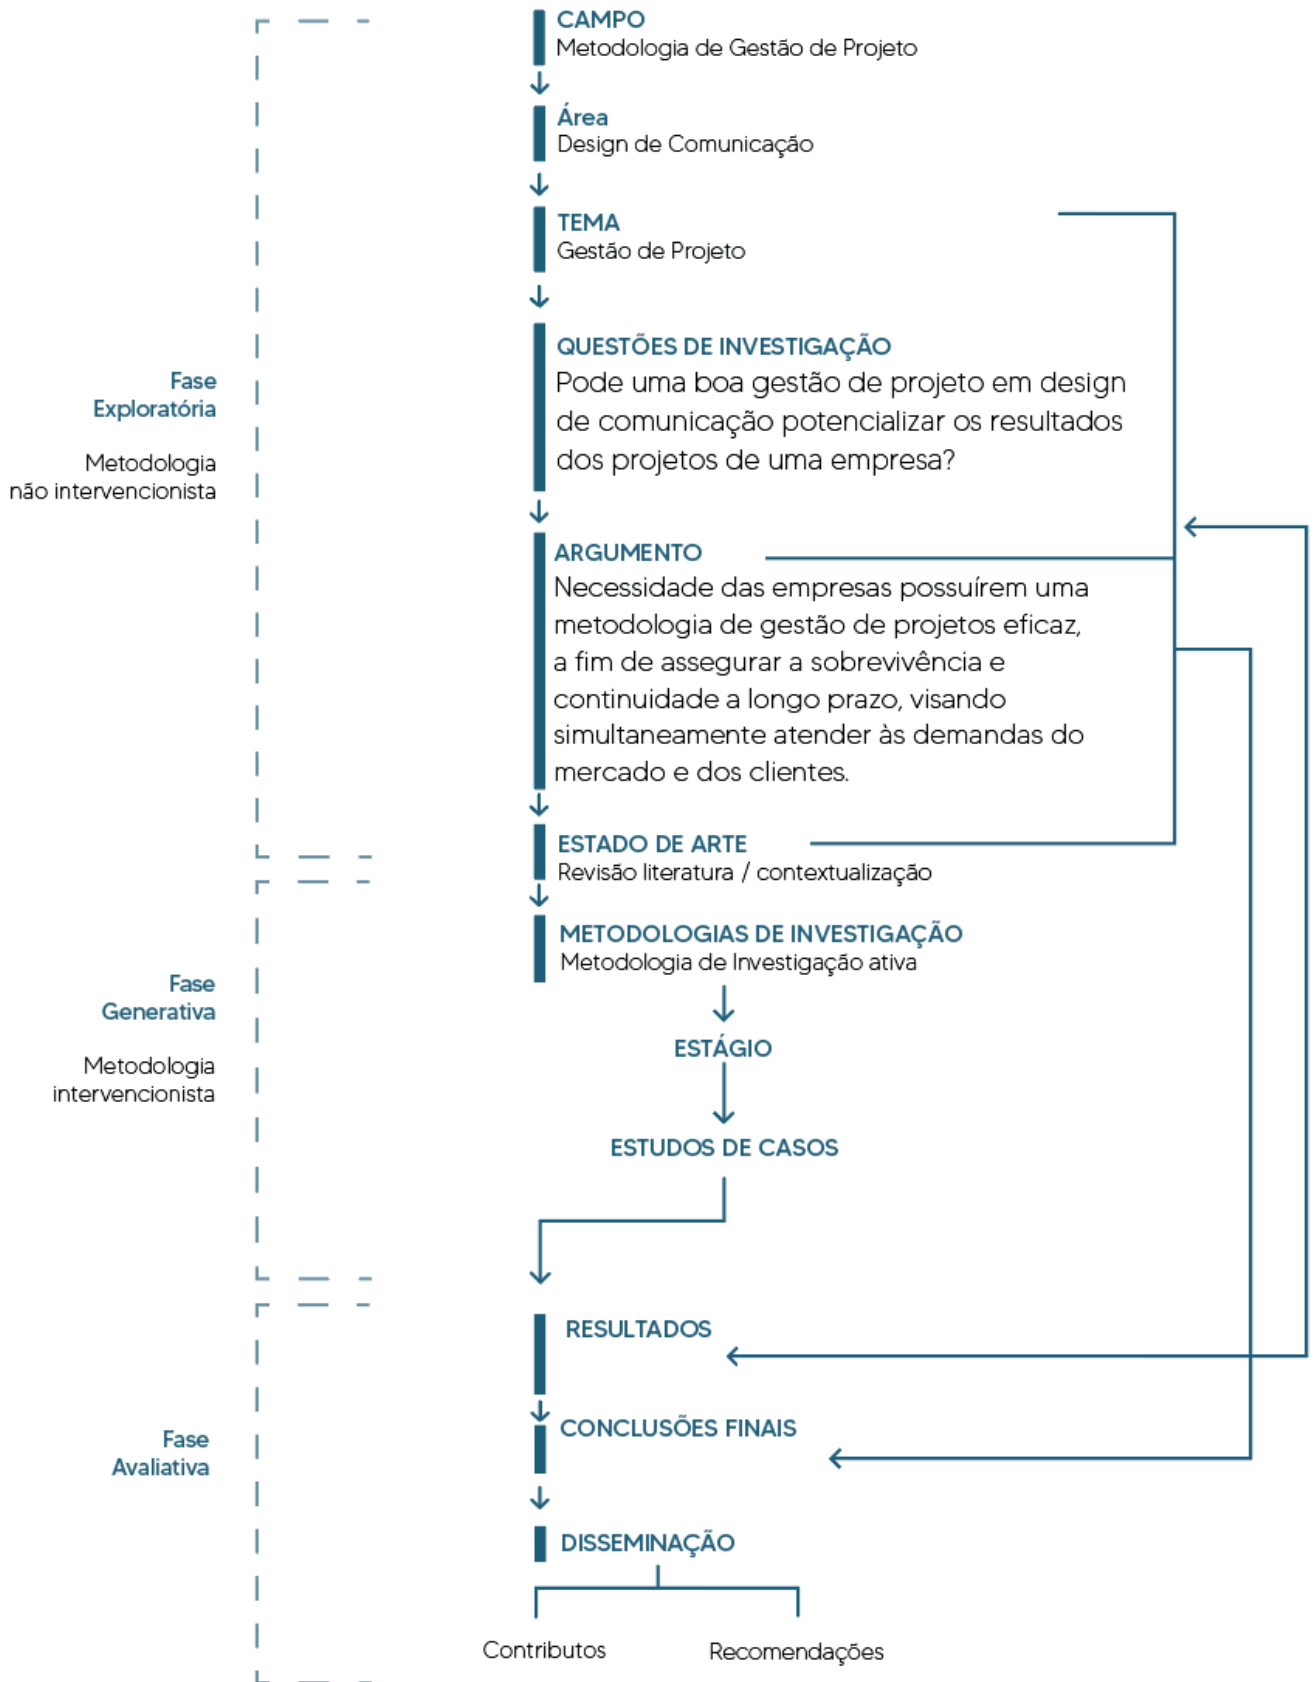 CAMPO
Metodologia de Gestão de Projeto
Área
Design de Comunicação
TEMA
Gestão de Projeto
QUESTÕES DE INVESTIGAÇÃO
Pode uma boa gestão de projeto em design
de comunicação potencializar os resultados
dos projetos de uma empresa?
Fase
Exploratória
Metodologia
não intervencionista
ARGUMENTO
Necessidade das empresas possuírem uma
metodologia de gestão de projetos eficaz,
a fim de assegurar a sobrevivência e
continuidade a longo prazo, visando
simultaneamente atender às demandas do
mercado e dos clientes.
ESTADO DE ARTE
Revisão literatura / contextualização
METODOLOGIAS DE INVESTIGAÇÃO
Metodologia de Investigação ativa
Fase
Generativa
Metodologia
intervencionista
ESTÁGIO
ESTUDOS DE CASOS
RESULTADOS
CONCLUSÕES FINAIS
Fase
Avaliativa
DISSEMINAÇÃO
Contributos
Recomendações